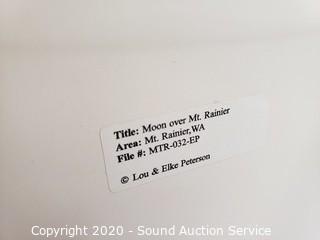 Title: Moon over Mt. Rainier
Area: Mt. Rainier,WA
File #: MTR-032-EP
© Lou & Elke Peterson
Copyright 2020 - Sound Auction Service